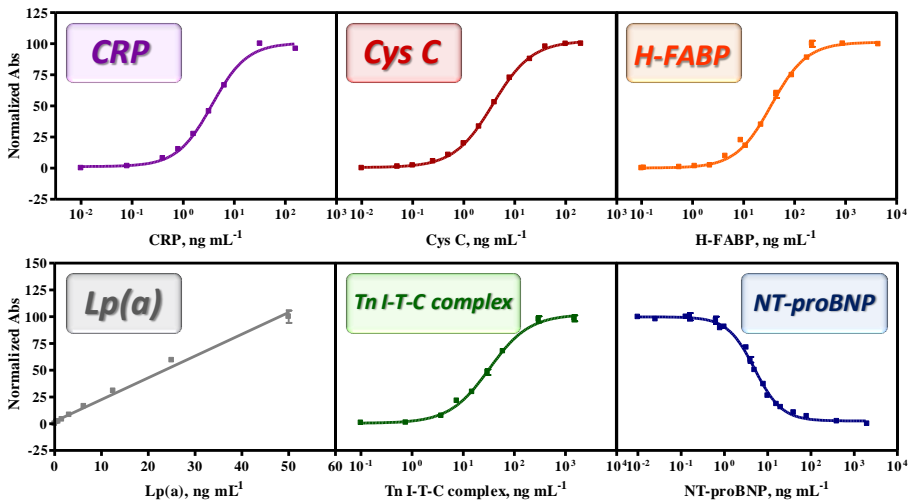 125
100
75
50
25
0
-25
Normalized Abs
CRP
Cys C
H-FABP
10-2 10-1 100 101 102 103
10-2 10-1 100 101 102 103
10-1 100 101 102 103 104
CRP, ng mL-1
Cys C, ng mL-1
H-FABP, ng mL-1
150
125
100
75
50
25
0
-25
Normalized Abs
Lp(a)
Tn I-T-C complex
NT-proBNP
0 10 20 30 40 50 60
10-1 100 101 102 103 104
10-2 10-1 100 101 102 103 104
Lp(a), ng mL-1
Tn I-T-C complex, ng mL-1
NT-proBNP, ng mL-1